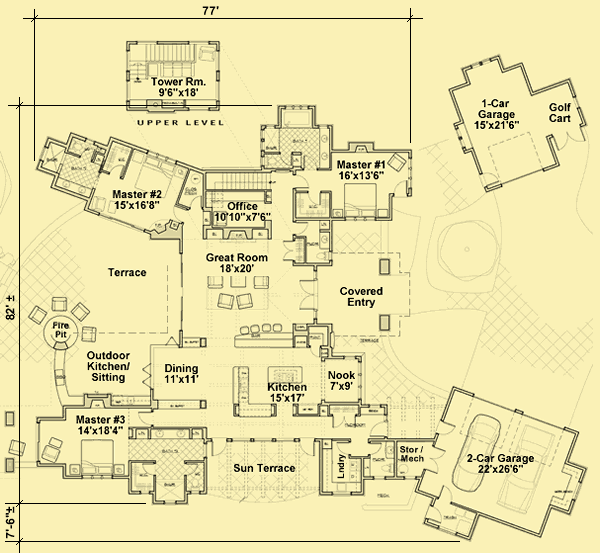 77'
Tower Rm.
9'6"x18'
UPPER LEVEL
1-Car
Garage
15'x21'6"
Golf
Cart
Master #1
16'x13'6"
Master #2
15'x16'8"
Office
10'10"x7'6"
Great Room
18'x20'
Terrace
Covered
Entry
TERRACE
82' ±
Fire
Pit
Outdoor
Kitchen/
Sitting
Dining
11'x11'
Kitchen
15'x17'
Nook
7'x9'
Master #3
14'x18'4"
Sun Terrace
Lndry
Stor/
Mech
2-Car Garage
22'x26'6"
7'-6"±